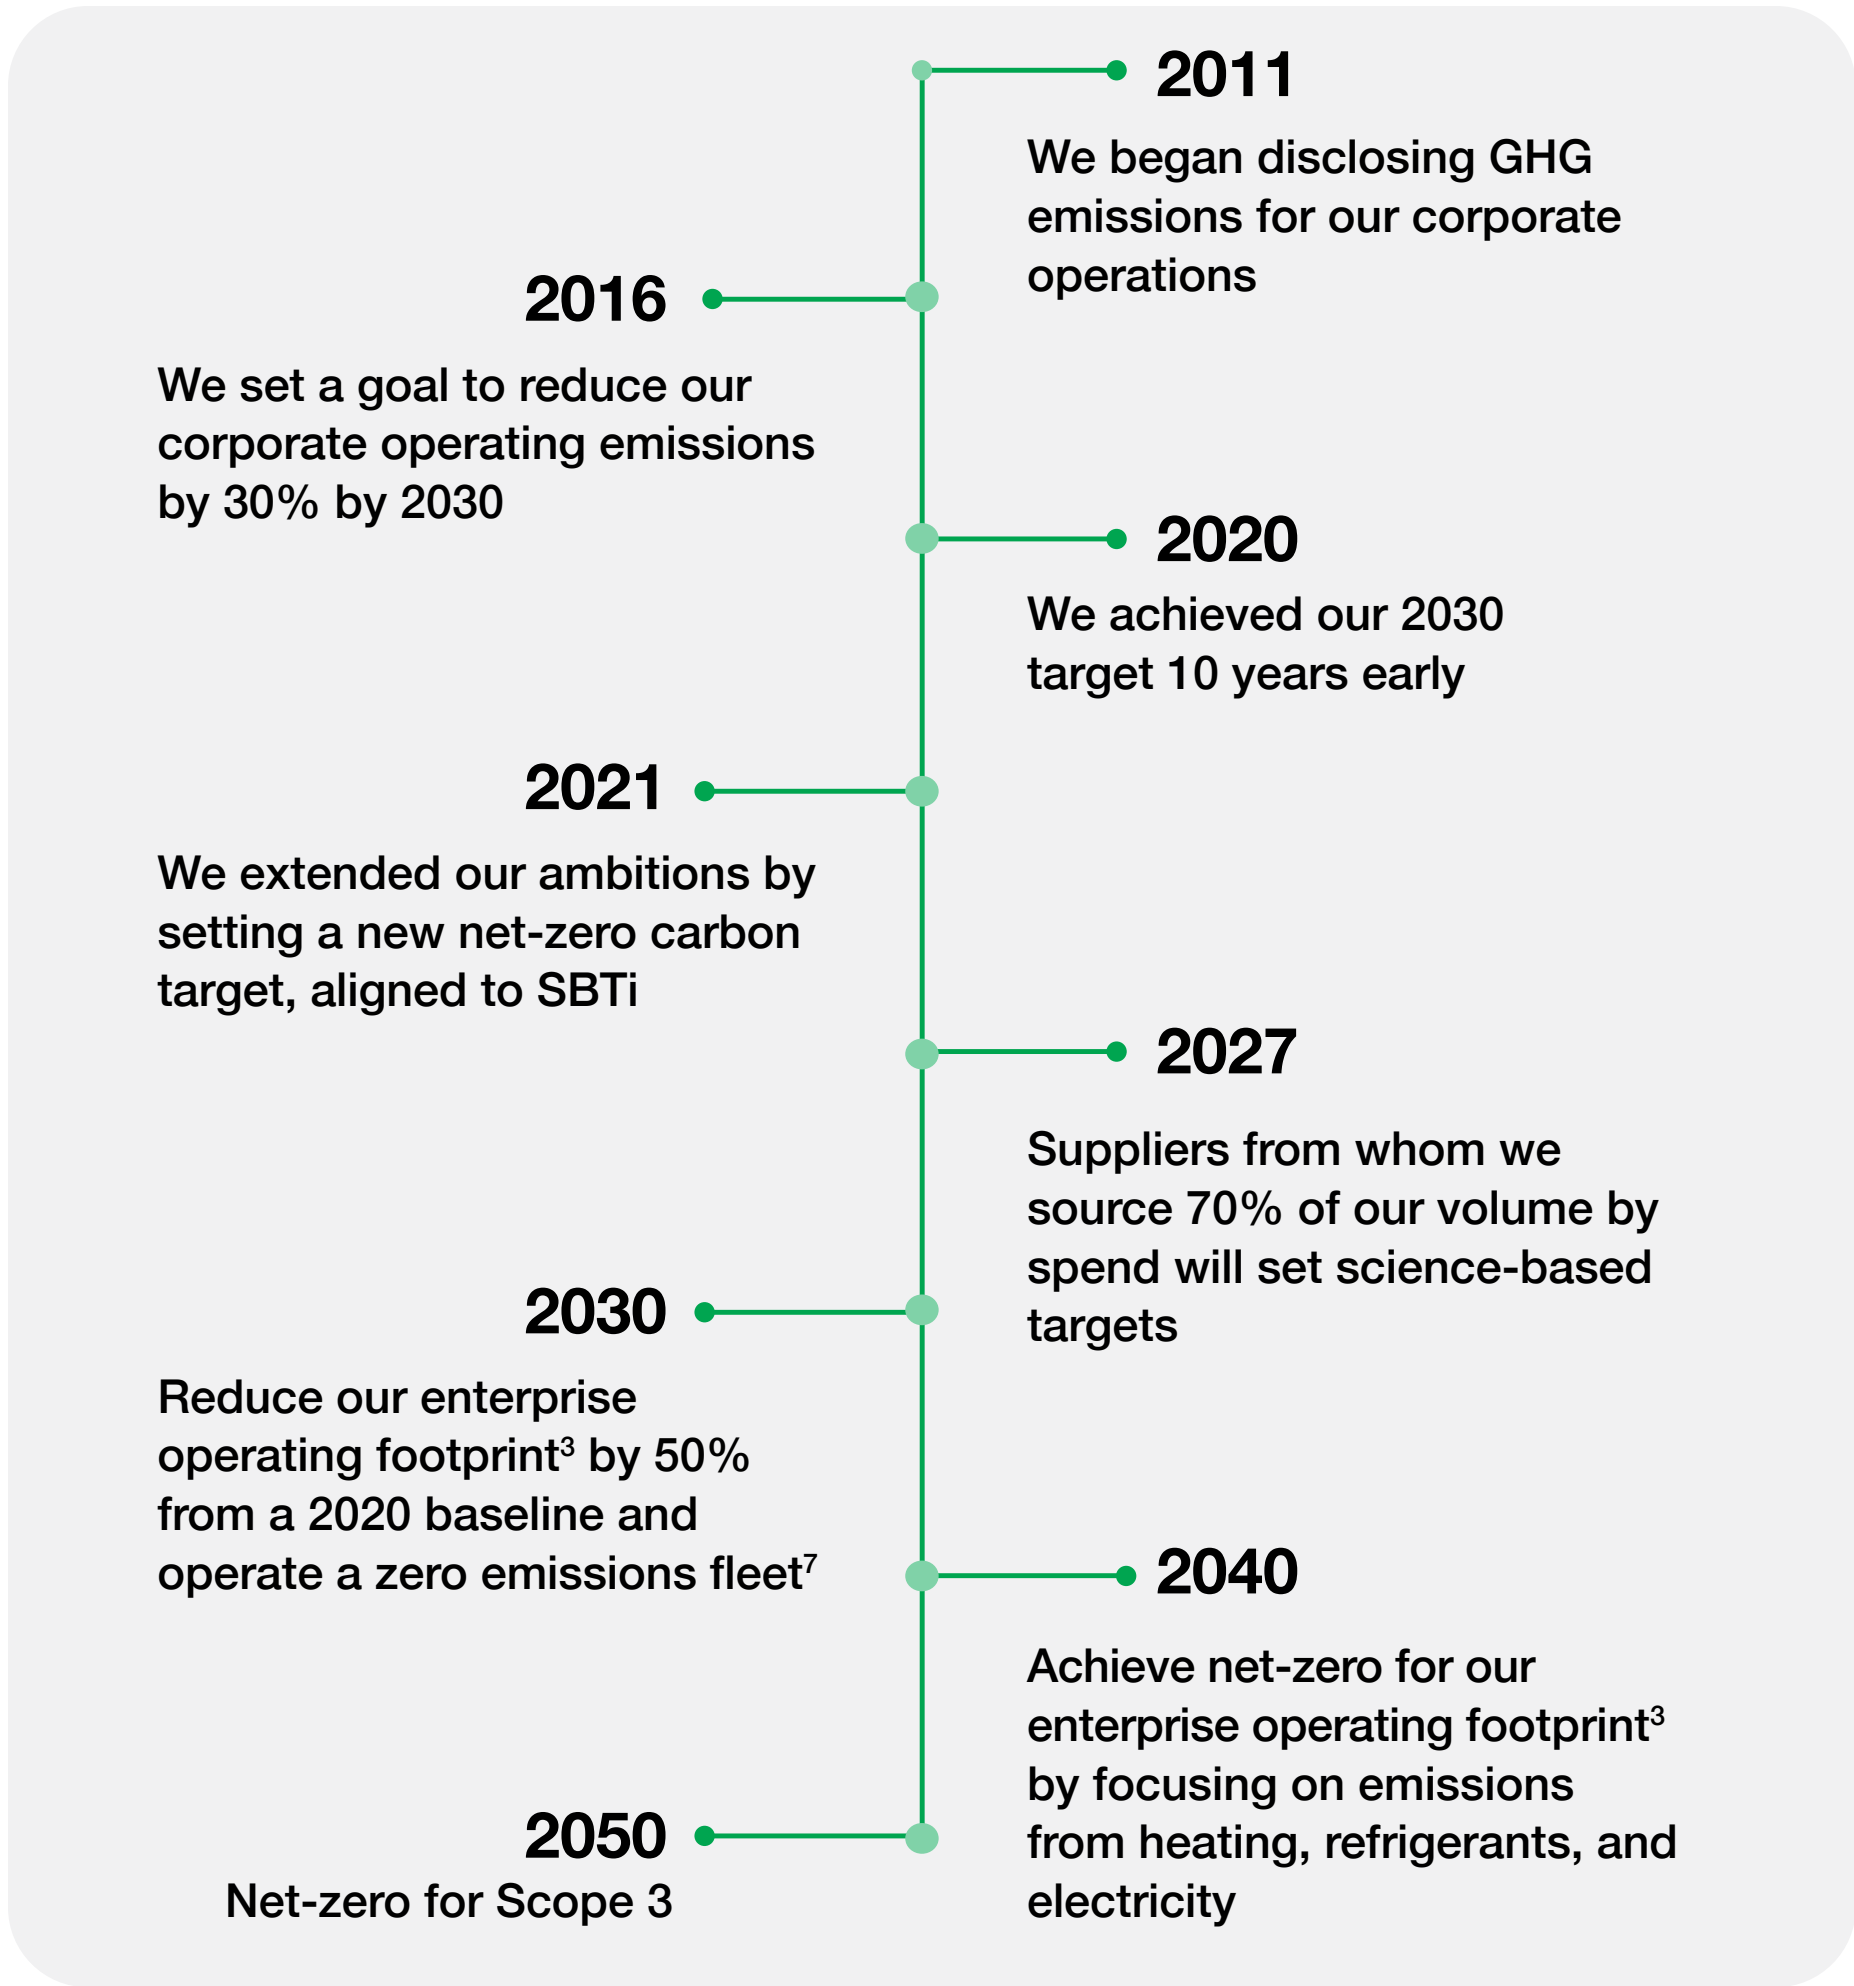 2011
We began disclosing GHG
emissions for our corporate
operations
2016
We set a goal to reduce our
corporate operating emissions
by 30% by 2030
2020
We achieved our 2030
target 10 years early
2021
We extended our ambitions by
setting a new net-zero carbon
target, aligned to SBTi
2027
Suppliers from whom we
source 70% of our volume by
spend will set science-based
targets
2030
Reduce our enterprise
operating footprint³ by 50%
from a 2020 baseline and
operate a zero emissions fleet⁷
2040
Achieve net-zero for our
enterprise operating footprint³
by focusing on emissions
from heating, refrigerants, and
electricity
2050
Net-zero for Scope 3